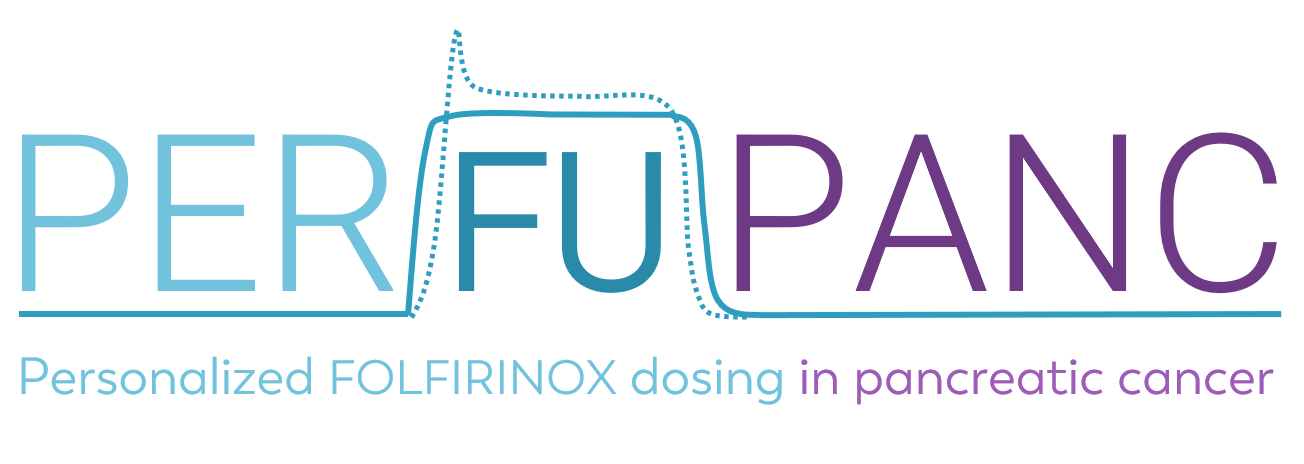 PERFUPANC
Personalized FOLFIRINOX dosing in pancreatic cancer